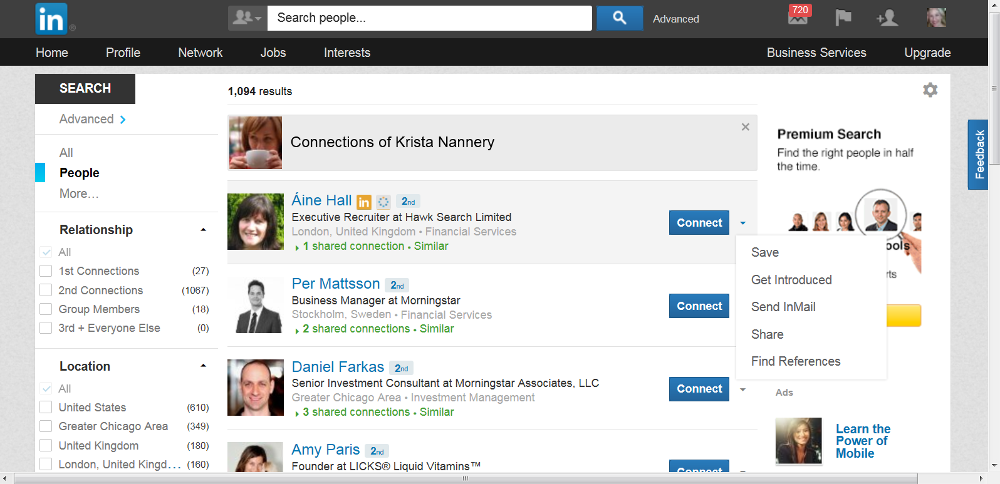 in®
Search people...
Advanced
720
Home
Profile
Network
Jobs
Interests
Business Services
Upgrade
SEARCH
Advanced
All
People
More...
Relationship
All
1st Connections (27)
2nd Connections (1067)
Group Members (18)
3rd + Everyone Else (0)
Location
All
United States (610)
Greater Chicago Area (349)
United Kingdom (180)
London, United Kingd... (160)
1,094 results
Connections of Krista Nannery
Áine Hall in 2nd
Executive Recruiter at Hawk Search Limited
London, United Kingdom • Financial Services
1 shared connection • Similar
Connect
Save
Get Introduced
Send InMail
Share
Find References
Per Mattsson 2nd
Business Manager at Morningstar
Stockholm, Sweden • Financial Services
2 shared connections • Similar
Connect
Daniel Farkas 2nd
Senior Investment Consultant at Morningstar Associates, LLC
Greater Chicago Area • Investment Management
3 shared connections • Similar
Connect
Amy Paris 2nd
Founder at LICKS® Liquid Vitamins™
Connect
Premium Search
Find the right people in half
the time.
Feedback
Ads
Learn the
Power of
Mobile